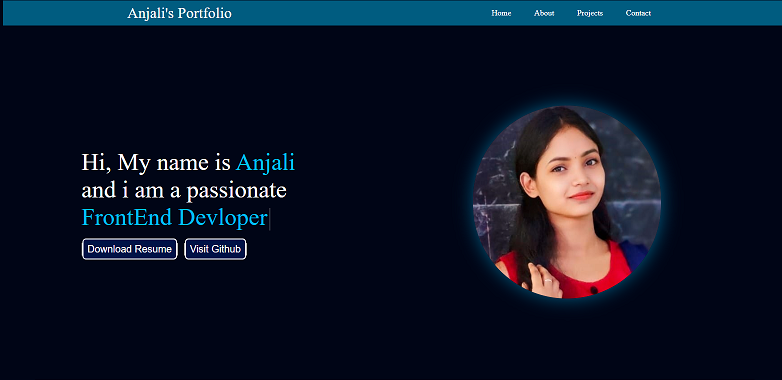 Anjali's Portfolio
Home About Projects Contact
Hi, My name is Anjali
and i am a passionate
FrontEnd Devloper
Download Resume Visit Github